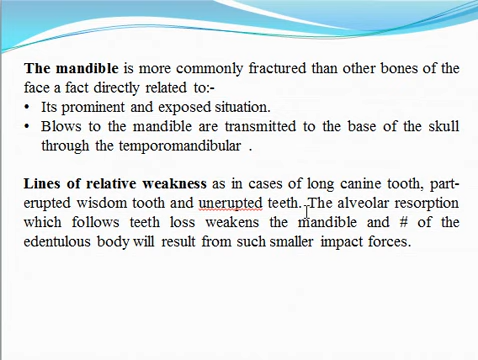 The mandible is more commonly fractured than other bones of the
face a fact directly related to:-
• Its prominent and exposed situation.
• Blows to the mandible are transmitted to the base of the skull
through the temporomandibular .
Lines of relative weakness as in cases of long canine tooth, part-
erupted wisdom tooth and unerupted teeth. The alveolar resorption
which follows teeth loss weakens the mandible and # of the
edentulous body will result from such smaller impact forces.